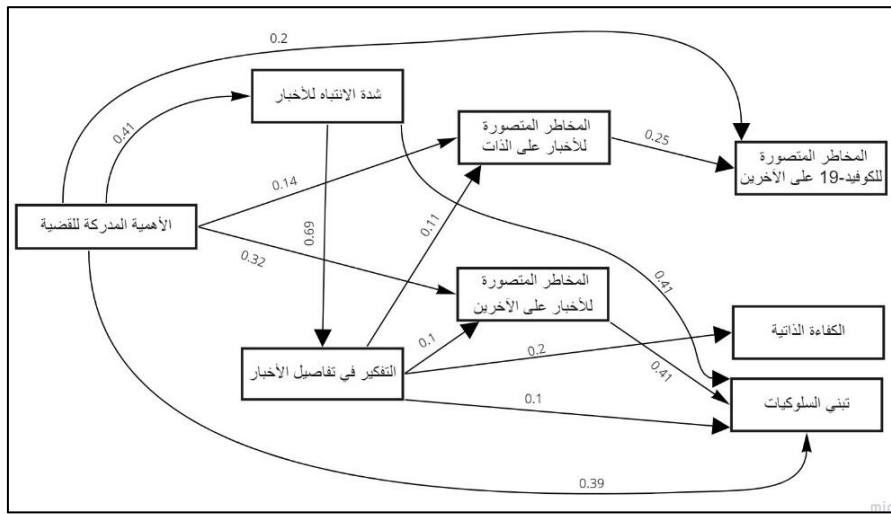 0.2
شدة الانتباه للأخبار
0.41
المخاطر المتصورة
للأخبار على الذات
0.25
المخاطر المتصورة
للكوفيد-19 على الآخرين
0.14
0.11
الأهمية المدركة للقضية
0.69
0.32
المخاطر المتصورة
للأخبار على الآخرين
0.41
الكفاءة الذاتية
0.1
0.2
التفكير في تفاصيل الأخبار
0.41
تبني السلوكيات
0.1
0.39